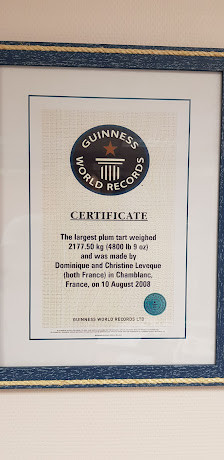 GUINNESS
WORLD RECORDS
CERTIFICATE
The largest plum tart weighed
2177.50 kg (4800 lb 9 oz)
and was made by
Dominique and Christine Leveque
(both France) in Chamblanc,
France, on 10 August 2008
GUINNESS WORLD RECORDS LTD